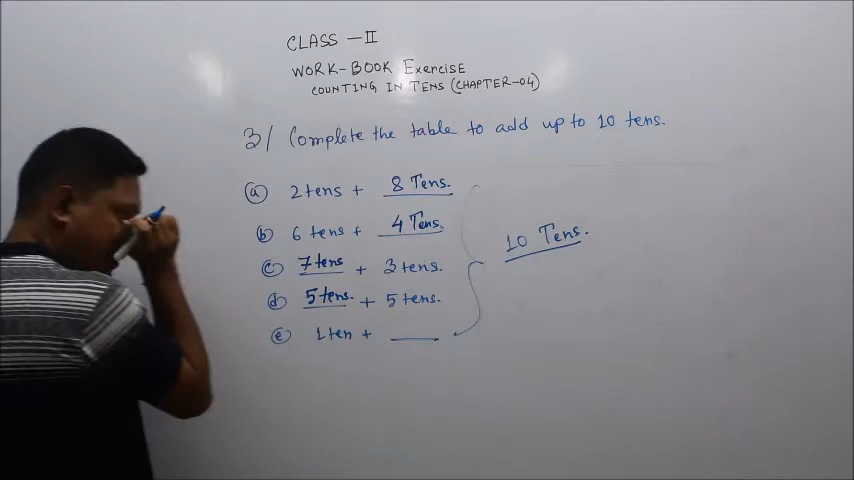 CLASS - II
WORK-BOOK Exercise
COUNTING IN TENS (CHAPTER-04)
3/ Complete the table to add up to 10 tens.
(a) 2 tens + 8 Tens.
(b) 6 tens + 4 Tens.
10 Tens.
(c) 7 tens + 3 tens.
(d) 5 tens. + 5 tens.
(e) 1 ten + ____